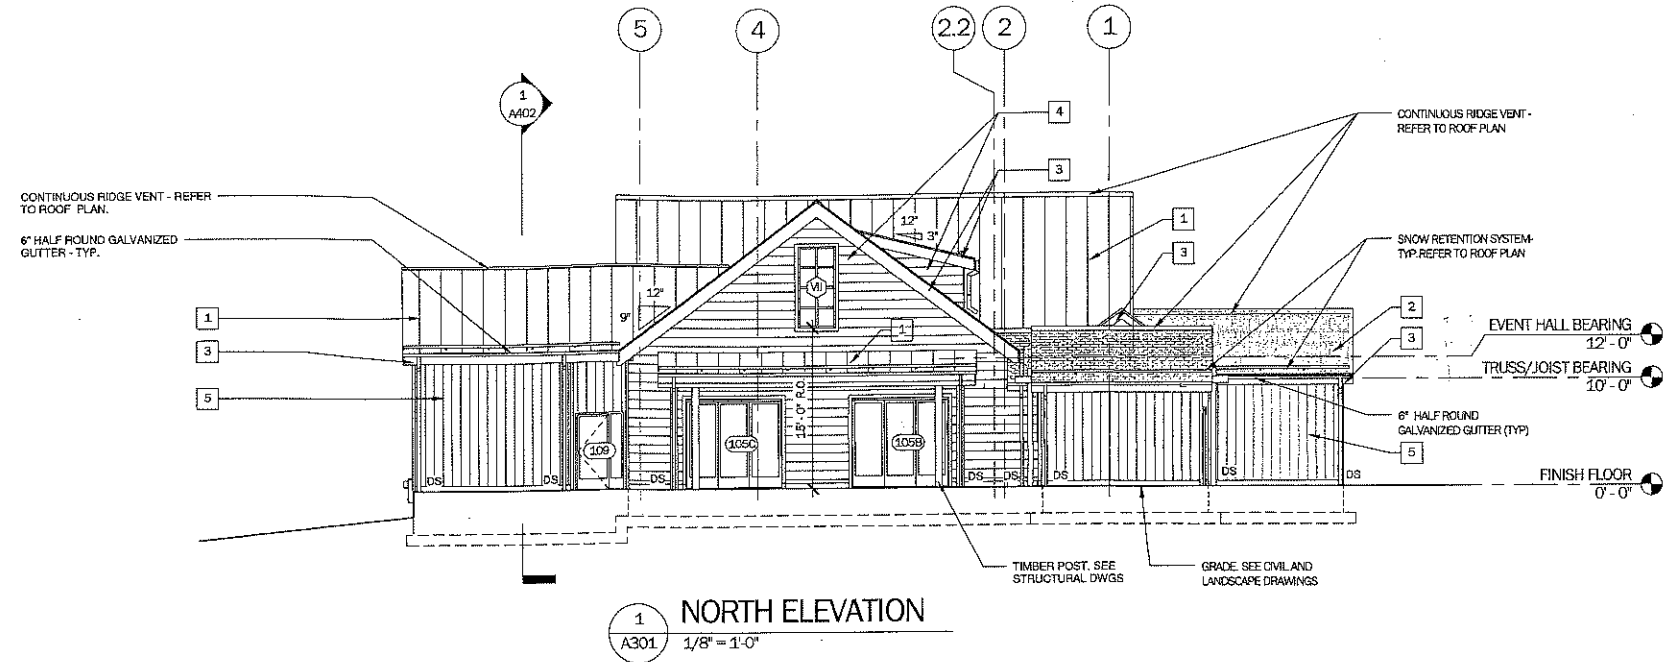 5
4
2.2
2
1
1
A402
4
3
CONTINUOUS RIDGE VENT -
REFER TO ROOF PLAN
CONTINUOUS RIDGE VENT - REFER
TO ROOF PLAN.
6" HALF ROUND GALVANIZED
GUTTER - TYP.
12"
3"
1
3
SNOW RETENTION SYSTEM-
TYP. REFER TO ROOF PLAN
VII
12"
9"
1
3
5
1
2
3
EVENT HALL BEARING
12' - 0"
TRUSS/JOIST BEARING
10' - 0"
15' - 0" R.O.
6" HALF ROUND
GALVANIZED GUTTER (TYP)
5
109
105C
105B
DS
DS
DS
DS
DS
DS
DS
DS
FINISH FLOOR
0' - 0"
TIMBER POST. SEE
STRUCTURAL DWGS
GRADE. SEE CIVIL AND
LANDSCAPE DRAWINGS
1
A301
NORTH ELEVATION
1/8" = 1'-0"